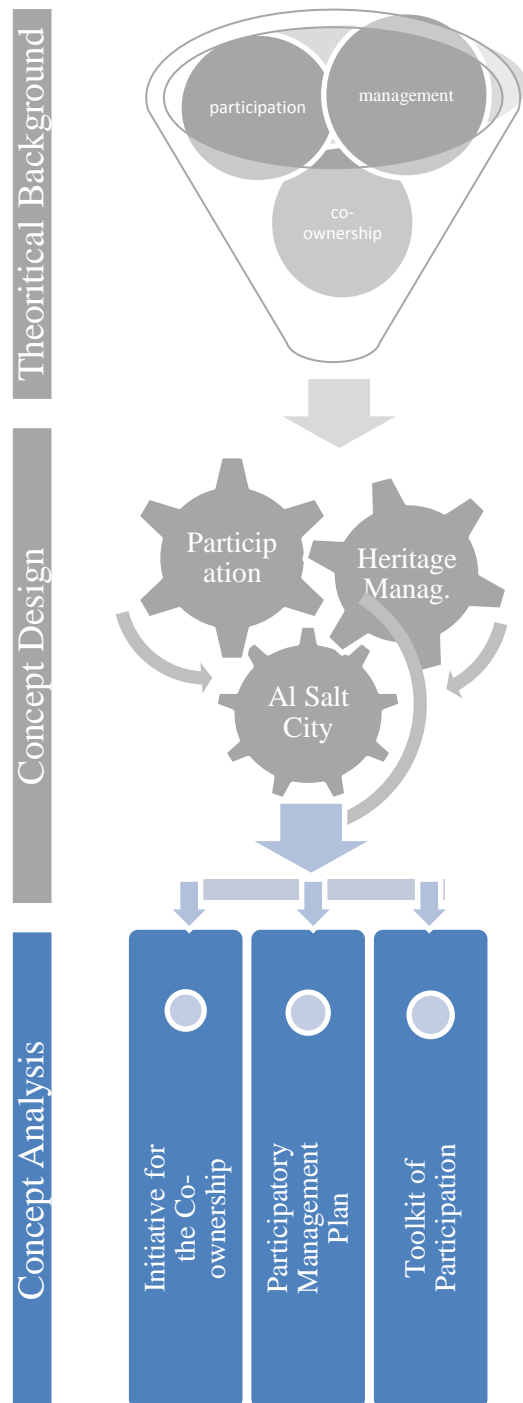 Theoritical Background
participation
management
co-
ownership
Concept Design
Particip
ation
Heritage
Manag.
Al Salt
City
Concept Analysis
Initiative for
the Co-
ownership
Participatory
Management
Plan
Toolkit of
Participation